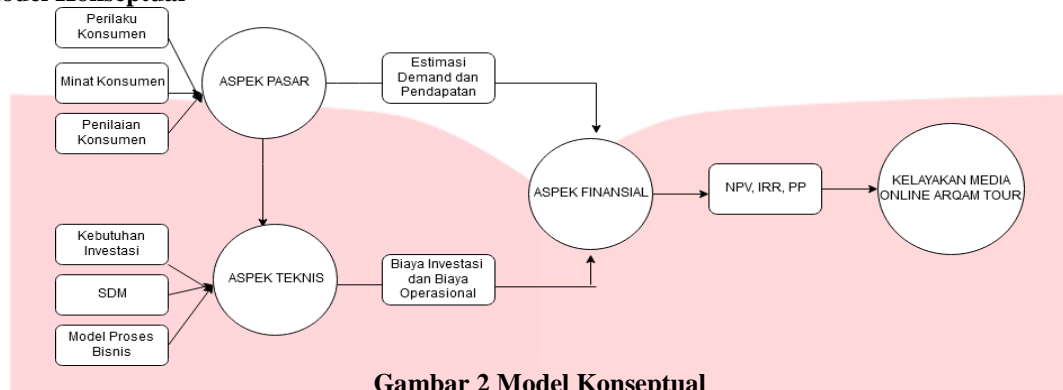 Model Konseptual
Perilaku
Konsumen
Minat Konsumen
Penilaian
Konsumen
ASPEK PASAR
Estimasi
Demand dan
Pendapatan
Kebutuhan
Investasi
SDM
Model Proses
Bisnis
ASPEK TEKNIS
Biaya Investasi
dan Biaya
Operasional
ASPEK FINANSIAL
NPV, IRR, PP
KELAYAKAN MEDIA
ONLINE ARQAM TOUR
Gambar 2 Model Konseptual